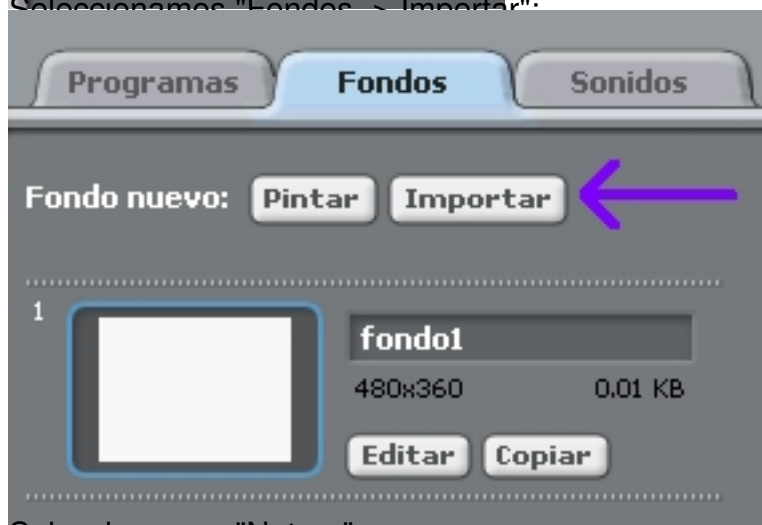 Seleccionamos "Fondos -> Importar":
Programas Fondos Sonidos
Fondo nuevo: Pintar Importar
1
fondo1
480x360 0.01 KB
Editar Copiar